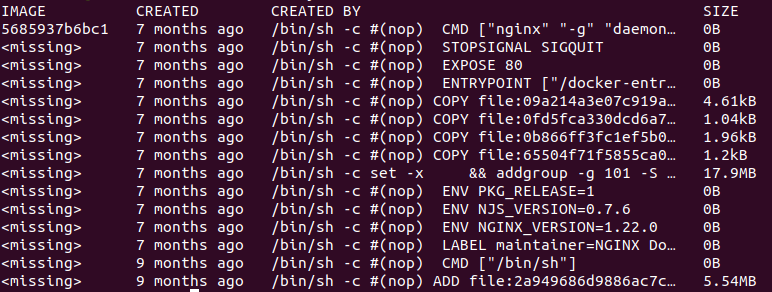 IMAGE CREATED CREATED BY SIZE
5685937b6bc1 7 months ago /bin/sh -c #(nop) CMD ["nginx" "-g" "daemon… 0B
<missing> 7 months ago /bin/sh -c #(nop) STOPSIGNAL SIGQUIT 0B
<missing> 7 months ago /bin/sh -c #(nop) EXPOSE 80 0B
<missing> 7 months ago /bin/sh -c #(nop) ENTRYPOINT ["/docker-entr… 0B
<missing> 7 months ago /bin/sh -c #(nop) COPY file:09a214a3e07c919a… 4.61kB
<missing> 7 months ago /bin/sh -c #(nop) COPY file:0fd5fca330dcd6a7… 1.04kB
<missing> 7 months ago /bin/sh -c #(nop) COPY file:0b866ff3fc1ef5b0… 1.96kB
<missing> 7 months ago /bin/sh -c #(nop) COPY file:65504f71f5855ca0… 1.2kB
<missing> 7 months ago /bin/sh -c set -x && addgroup -g 101 -S … 17.9MB
<missing> 7 months ago /bin/sh -c #(nop) ENV PKG_RELEASE=1 0B
<missing> 7 months ago /bin/sh -c #(nop) ENV NJS_VERSION=0.7.6 0B
<missing> 7 months ago /bin/sh -c #(nop) ENV NGINX_VERSION=1.22.0 0B
<missing> 7 months ago /bin/sh -c #(nop) LABEL maintainer=NGINX Do… 0B
<missing> 9 months ago /bin/sh -c #(nop) CMD ["/bin/sh"] 0B
<missing> 9 months ago /bin/sh -c #(nop) ADD file:2a949686d9886ac7c… 5.54MB